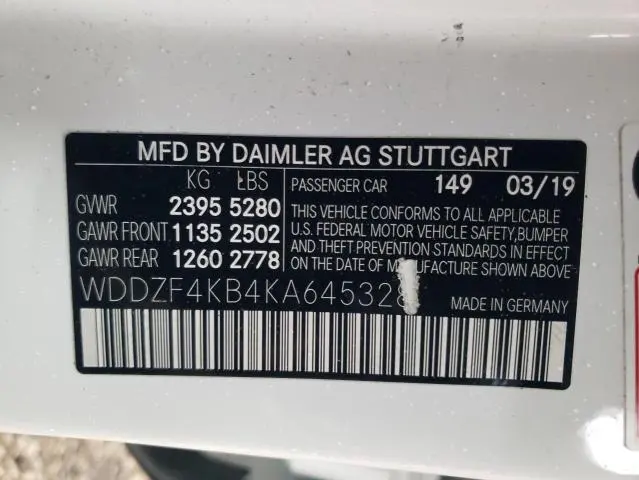 MFD BY DAIMLER AG STUTTGART
KG LBS
GVWR 2395 5280
GAWR FRONT 1135 2502
GAWR REAR 1260 2778
PASSENGER CAR 149 03/19
THIS VEHICLE CONFORMS TO ALL APPLICABLE
U.S. FEDERAL MOTOR VEHICLE SAFETY,BUMPER
AND THEFT PREVENTION STANDARDS IN EFFECT
ON THE DATE OF MANUFACTURE SHOWN ABOVE.
WDDZF4KB4KA645328
MADE IN GERMANY